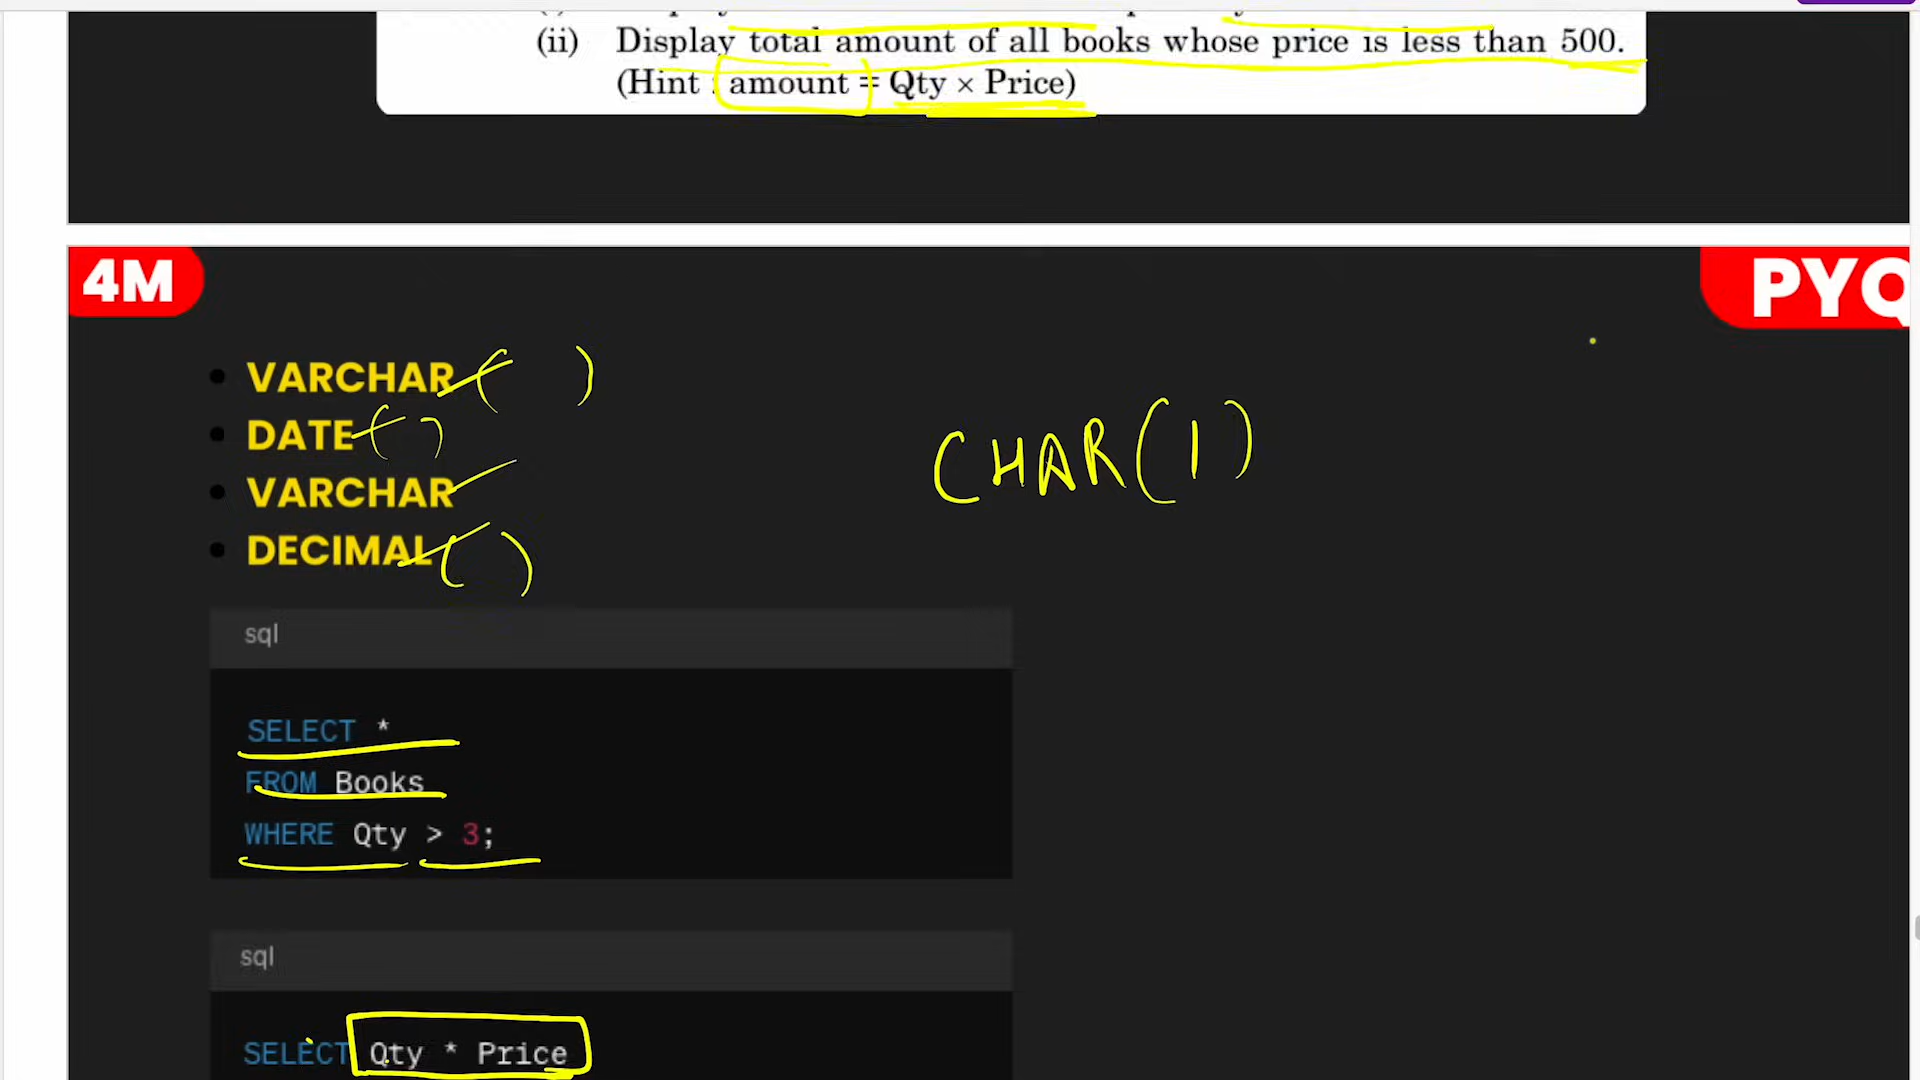 (ii) Display total amount of all books whose price is less than 500.
(Hint : amount = Qty × Price)
4M
PYQ
VARCHAR ( )
DATE ( )
VARCHAR
DECIMAL ( )
CHAR(1)
sql
SELECT *
FROM Books
WHERE Qty > 3;
sql
SELECT Qty * Price